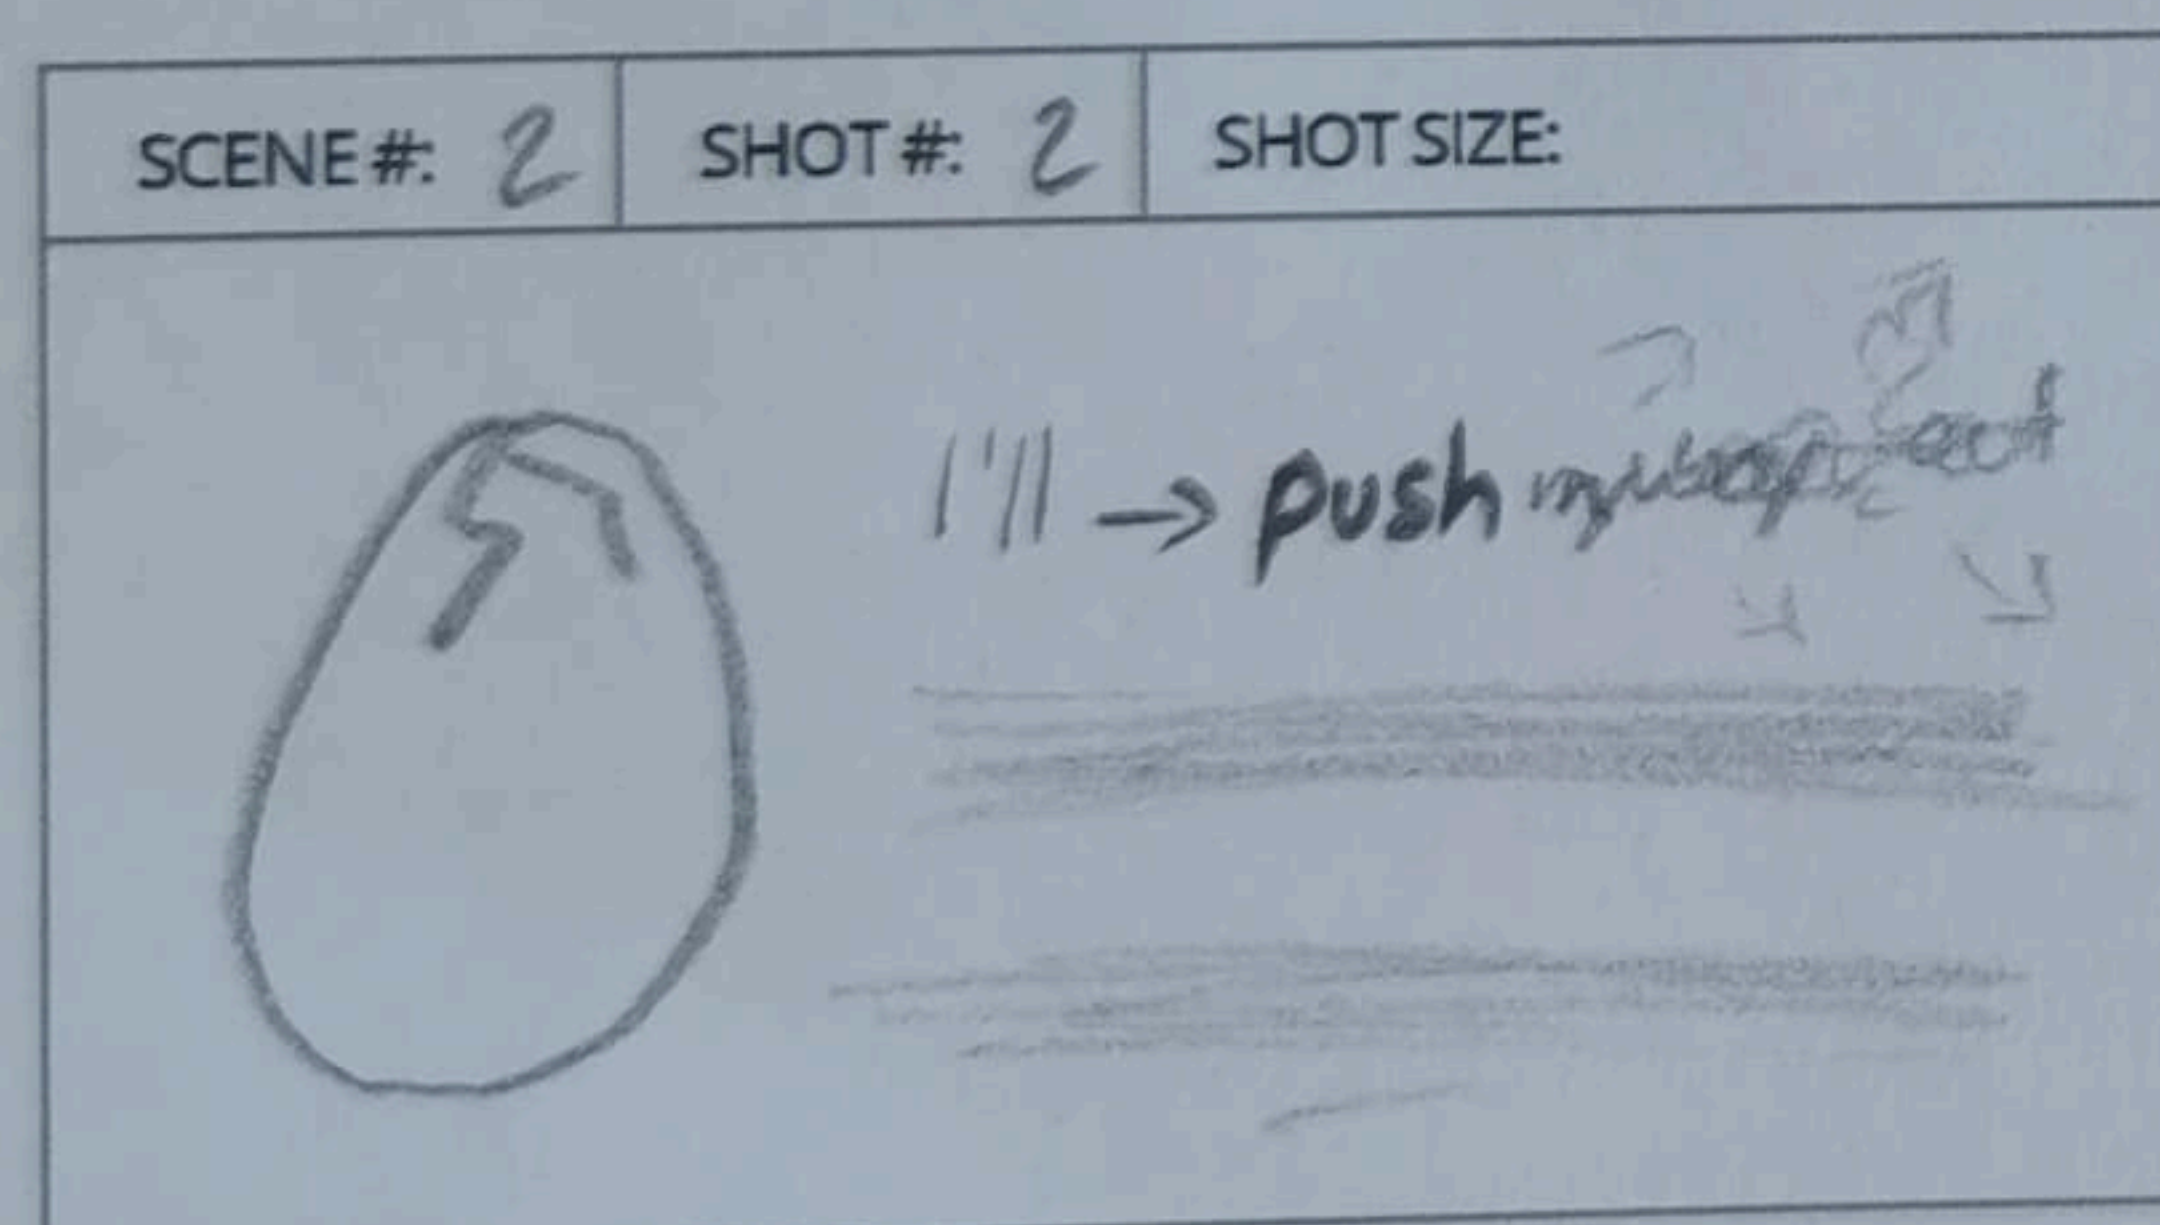 SCENE #: 2 SHOT #: 2 SHOT SIZE:
I'll → push